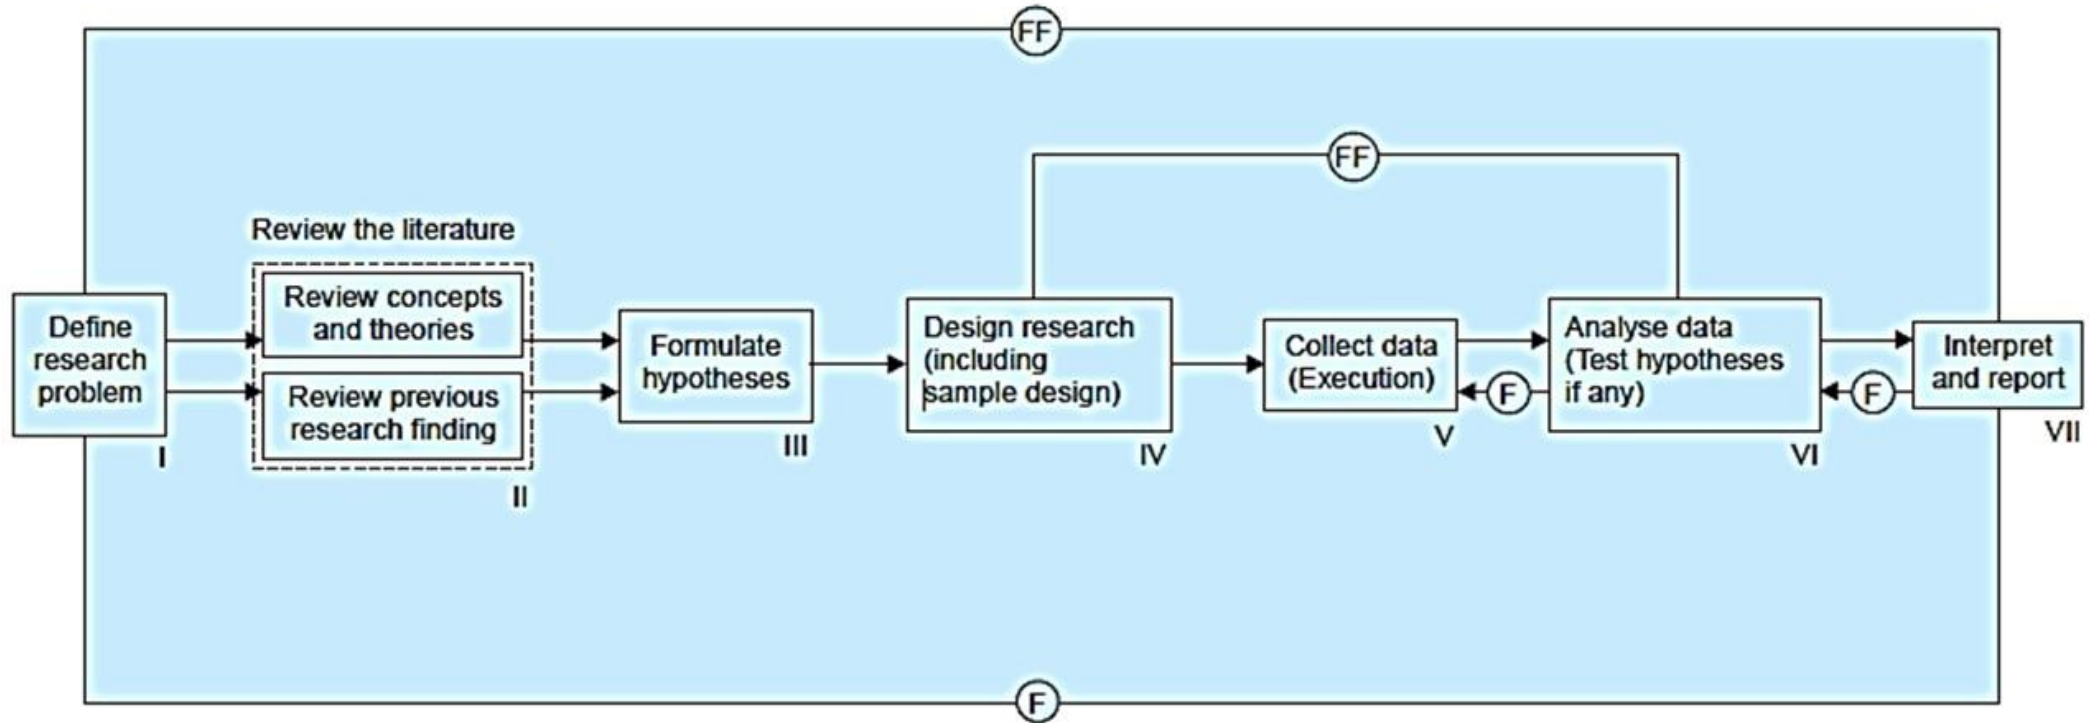 FF
FF
Review the literature
Define
research
problem
I
Review concepts
and theories
Review previous
research finding
II
Formulate
hypotheses
III
Design research
(including
sample design)
IV
Collect data
(Execution)
V
F
Analyse data
(Test hypotheses
if any)
VI
F
Interpret
and report
VII
F